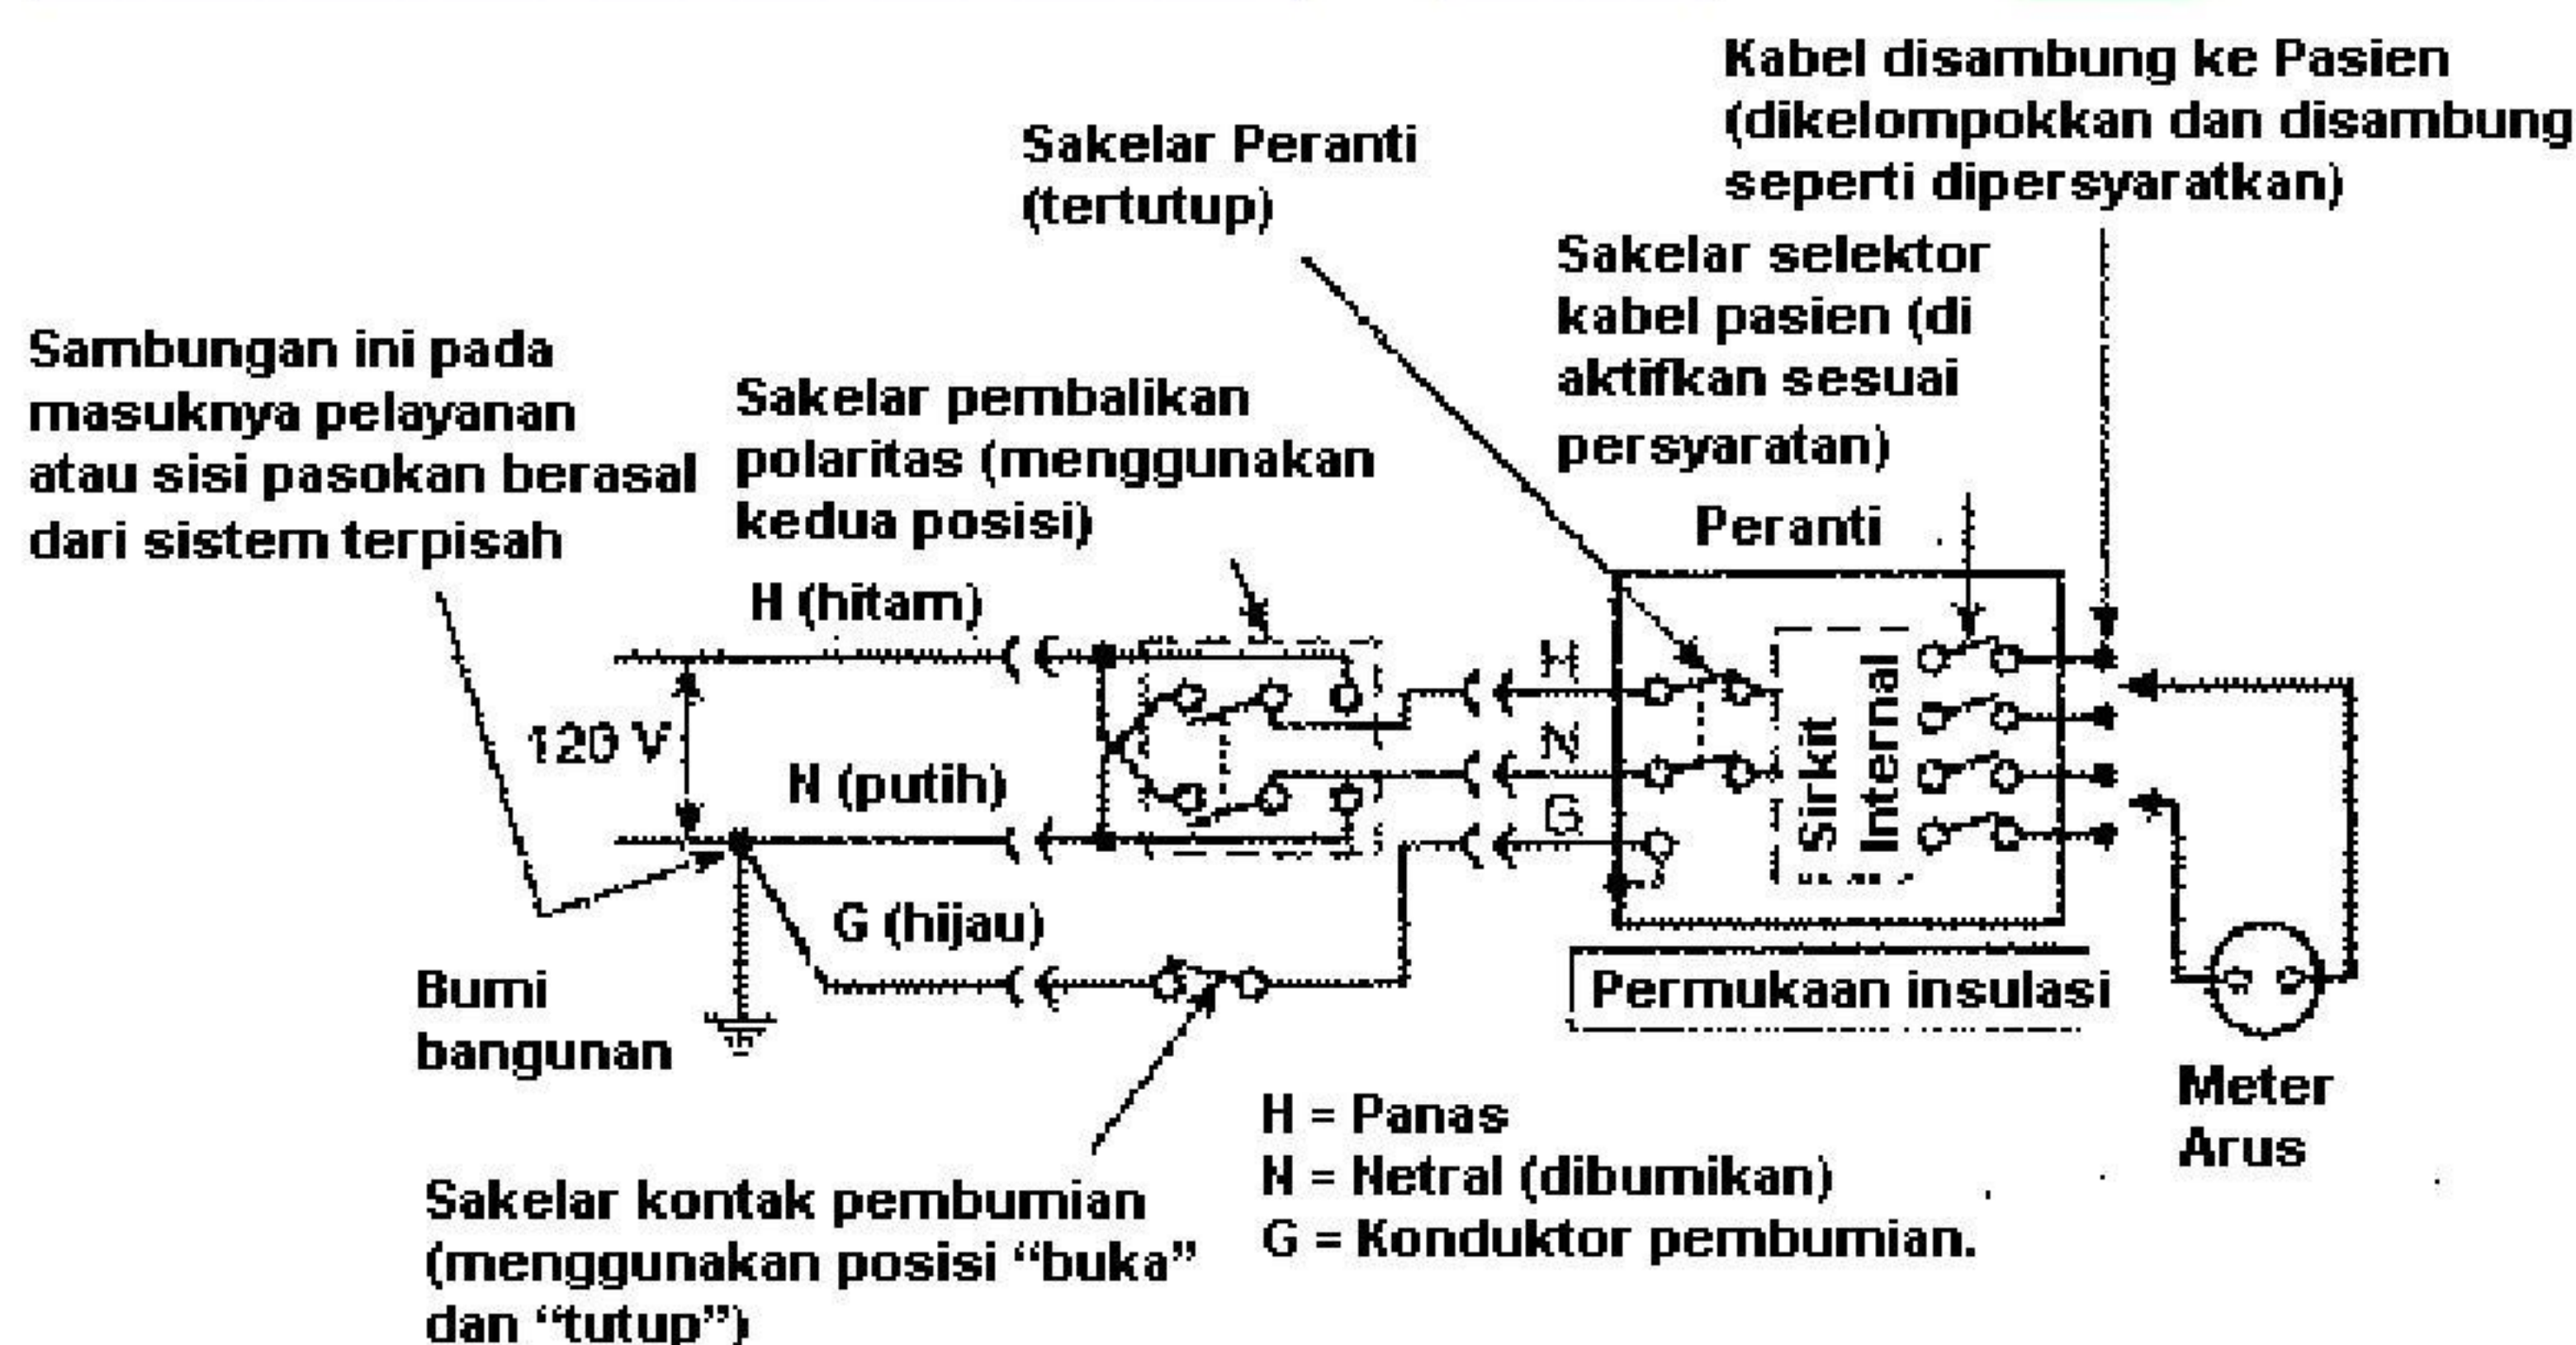 Kabel disambung ke Pasien
(dikelompokkan dan disambung
seperti dipersyaratkan)
Sakelar Peranti
(tertutup)
Sakelar selektor
kabel pasien (di
aktifkan sesuai
persyaratan)
Sambungan ini pada
masuknya pelayanan
atau sisi pasokan berasal
dari sistem terpisah
Sakelar pembalikan
polaritas (menggunakan
kedua posisi)
Peranti
H (hitam)
H
120 V
N
N (putih)
G
Sirkit
Internal
G (hijau)
Bumi
bangunan
Permukaan insulasi
Meter
Arus
H = Panas
N = Netral (dibumikan)
G = Konduktor pembumian.
Sakelar kontak pembumian
(menggunakan posisi “buka”
dan “tutup”)